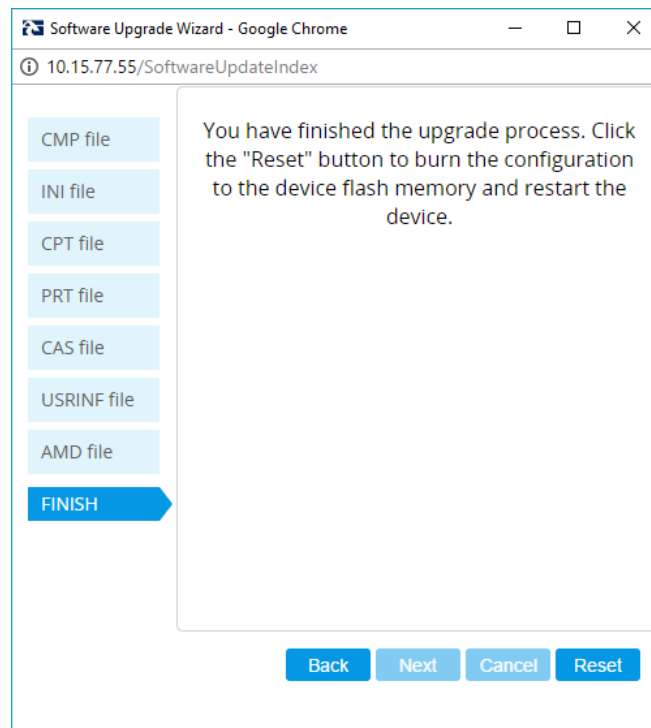 Software Upgrade Wizard - Google Chrome
10.15.77.55/SoftwareUpdateIndex
CMP file
INI file
CPT file
PRT file
CAS file
USRINF file
AMD file
FINISH
You have finished the upgrade process. Click
the "Reset" button to burn the configuration
to the device flash memory and restart the
device.
Back Next Cancel Reset